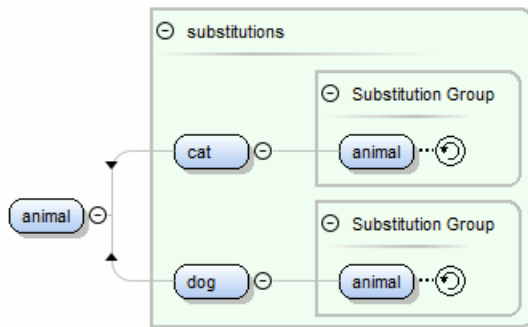 substitutions
Substitution Group
cat
animal
animal
Substitution Group
dog
animal